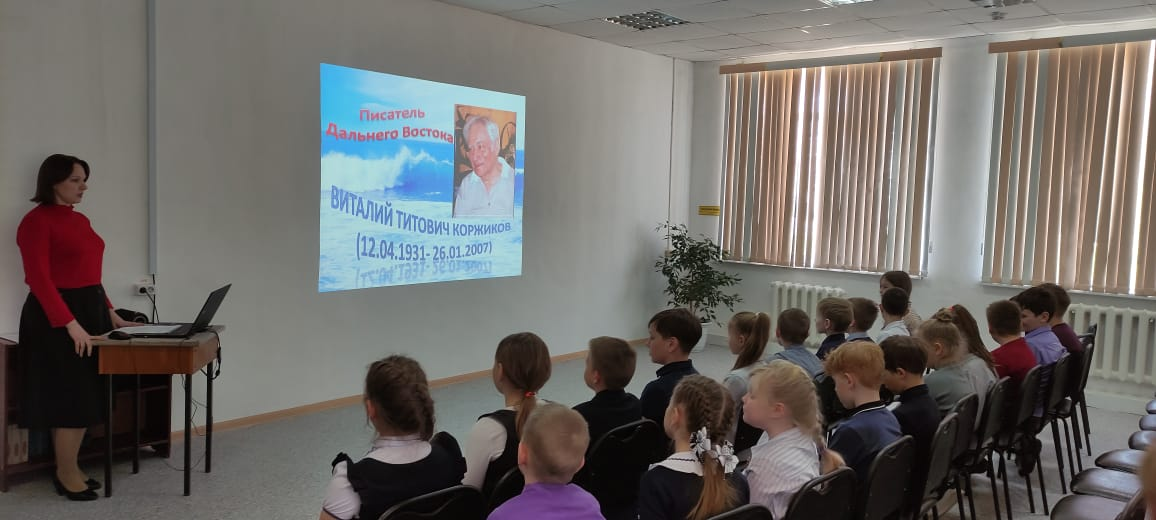 Писатель
Дальнего Востока
ВИТАЛИЙ ТИТОВИЧ КОРЖИКОВ
(12.04.1931- 26.01.2007)